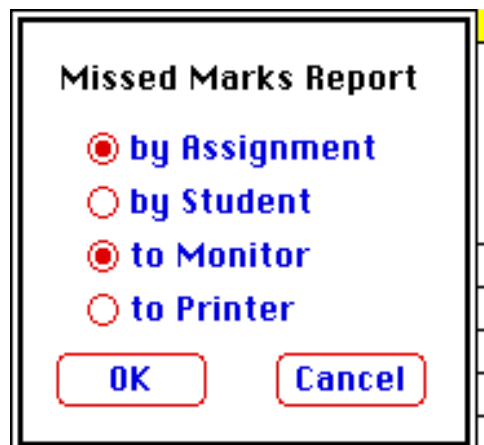 Missed Marks Report
by Assignment
by Student
to Monitor
to Printer
OK Cancel